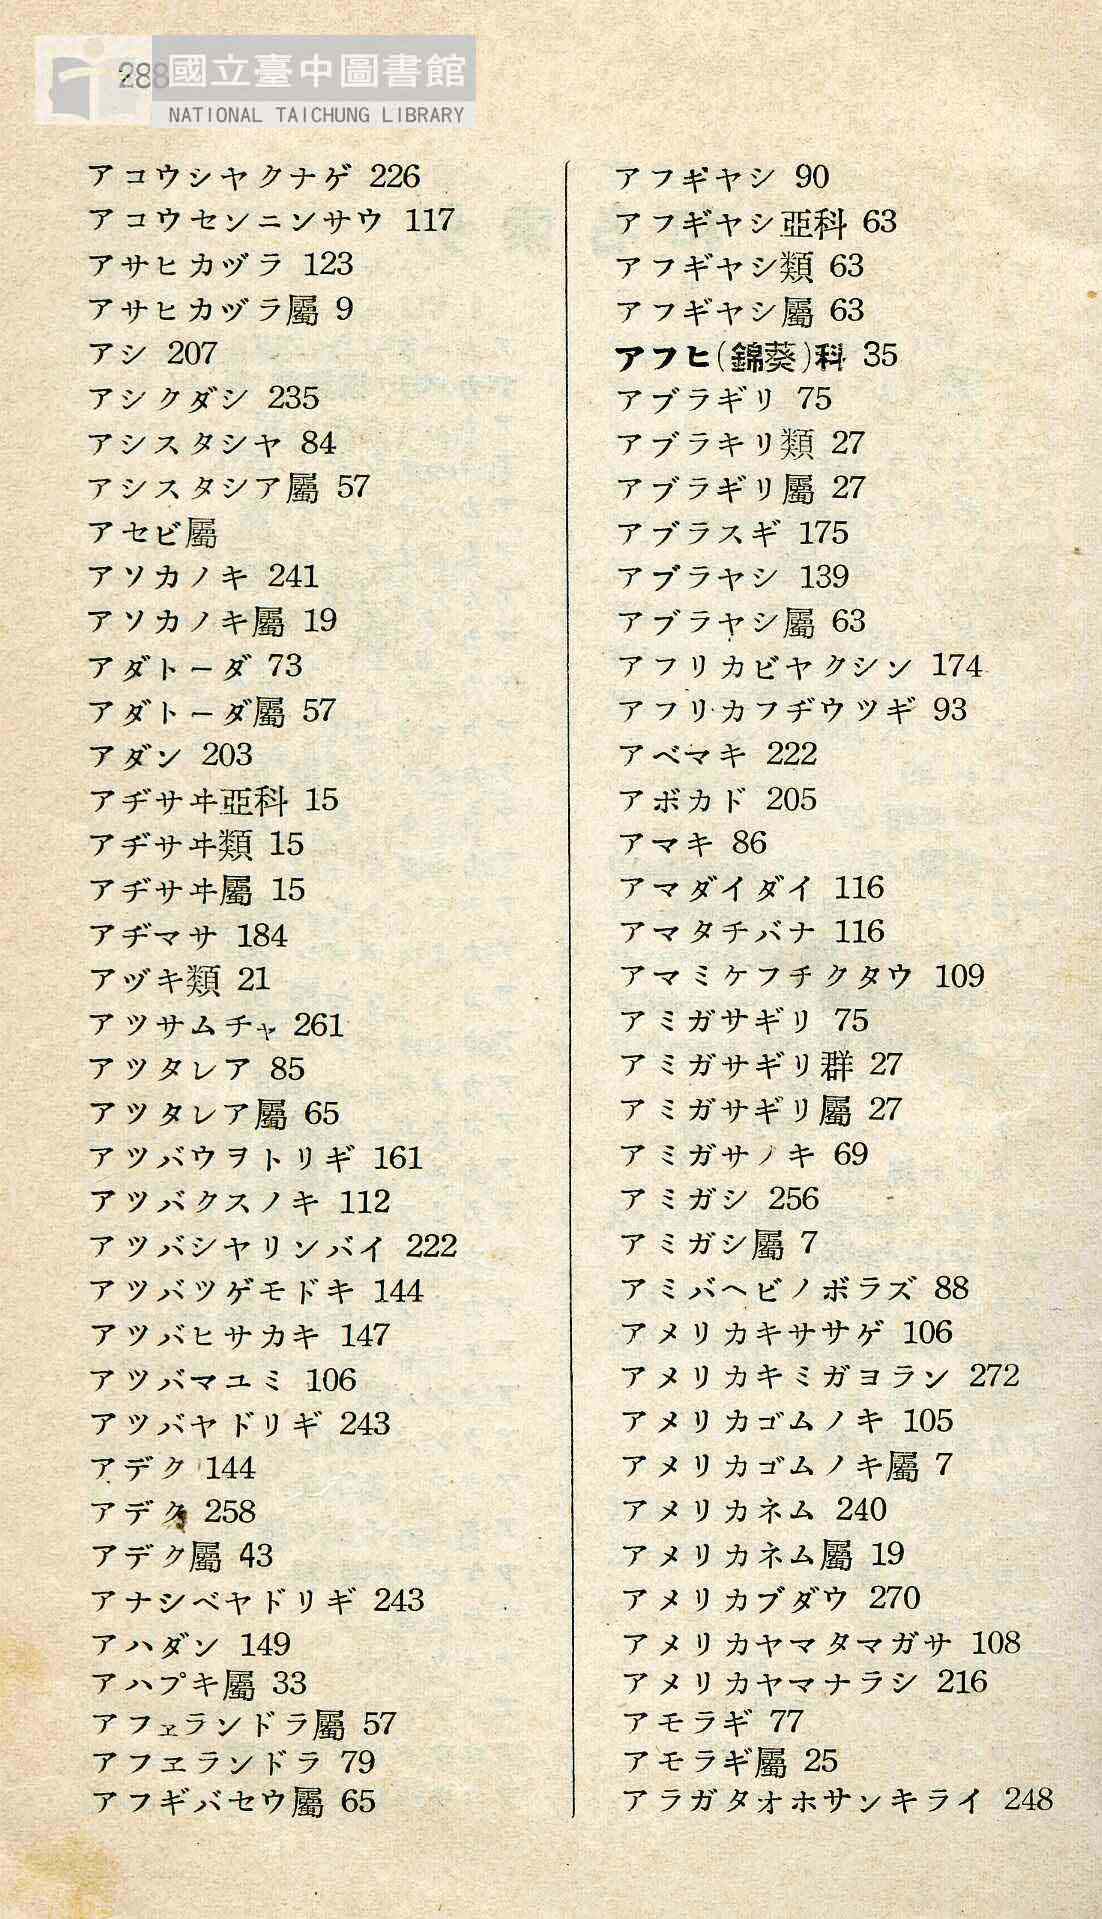 288
國立臺中圖書館
NATIONAL TAICHUNG LIBRARY
アコウシヤクナゲ 226
アコウセンニンサウ 117
アサヒカヅラ 123
アサヒカヅラ屬 9
アシ 207
アシクダシ 235
アシスタシヤ 84
アシスタシア屬 57
アセビ屬
アソカノキ 241
アソカノキ屬 19
アダトーダ 73
アダトーダ屬 57
アダン 203
アヂサヰ亞科 15
アヂサヰ類 15
アヂサヰ屬 15
アヂマサ 184
アヅキ類 21
アツサムチャ 261
アツタレア 85
アツタレア屬 65
アツバウヲトリギ 161
アツバクスノキ 112
アツバシヤリンバイ 222
アツバツゲモドキ 144
アツバヒサカキ 147
アツバマユミ 106
アツバヤドリギ 243
アデク 144
アデク 258
アデク屬 43
アナシベヤドリギ 243
アハダン 149
アハプキ屬 33
アフェランドラ屬 57
アフヱランドラ 79
アフギバセウ屬 65
アフギヤシ 90
アフギヤシ亞科 63
アフギヤシ類 63
アフギヤシ屬 63
アフヒ(錦葵)科 35
アブラギリ 75
アブラキリ類 27
アブラギリ屬 27
アブラスギ 175
アブラヤシ 139
アブラヤシ屬 63
アフリカビヤクシン 174
アフリカフヂウツギ 93
アベマキ 222
アボカド 205
アマキ 86
アマダイダイ 116
アマタチバナ 116
アマミケフチクタウ 109
アミガサギリ 75
アミガサギリ群 27
アミガサギリ屬 27
アミガサノキ 69
アミガシ 256
アミガシ屬 7
アミバヘビノボラズ 88
アメリカキササゲ 106
アメリカキミガヨラン 272
アメリカゴムノキ 105
アメリカゴムノキ屬 7
アメリカネム 240
アメリカネム屬 19
アメリカブダウ 270
アメリカヤマタマガサ 108
アメリカヤマナラシ 216
アモラギ 77
アモラギ屬 25
アラガタオホサンキライ 248